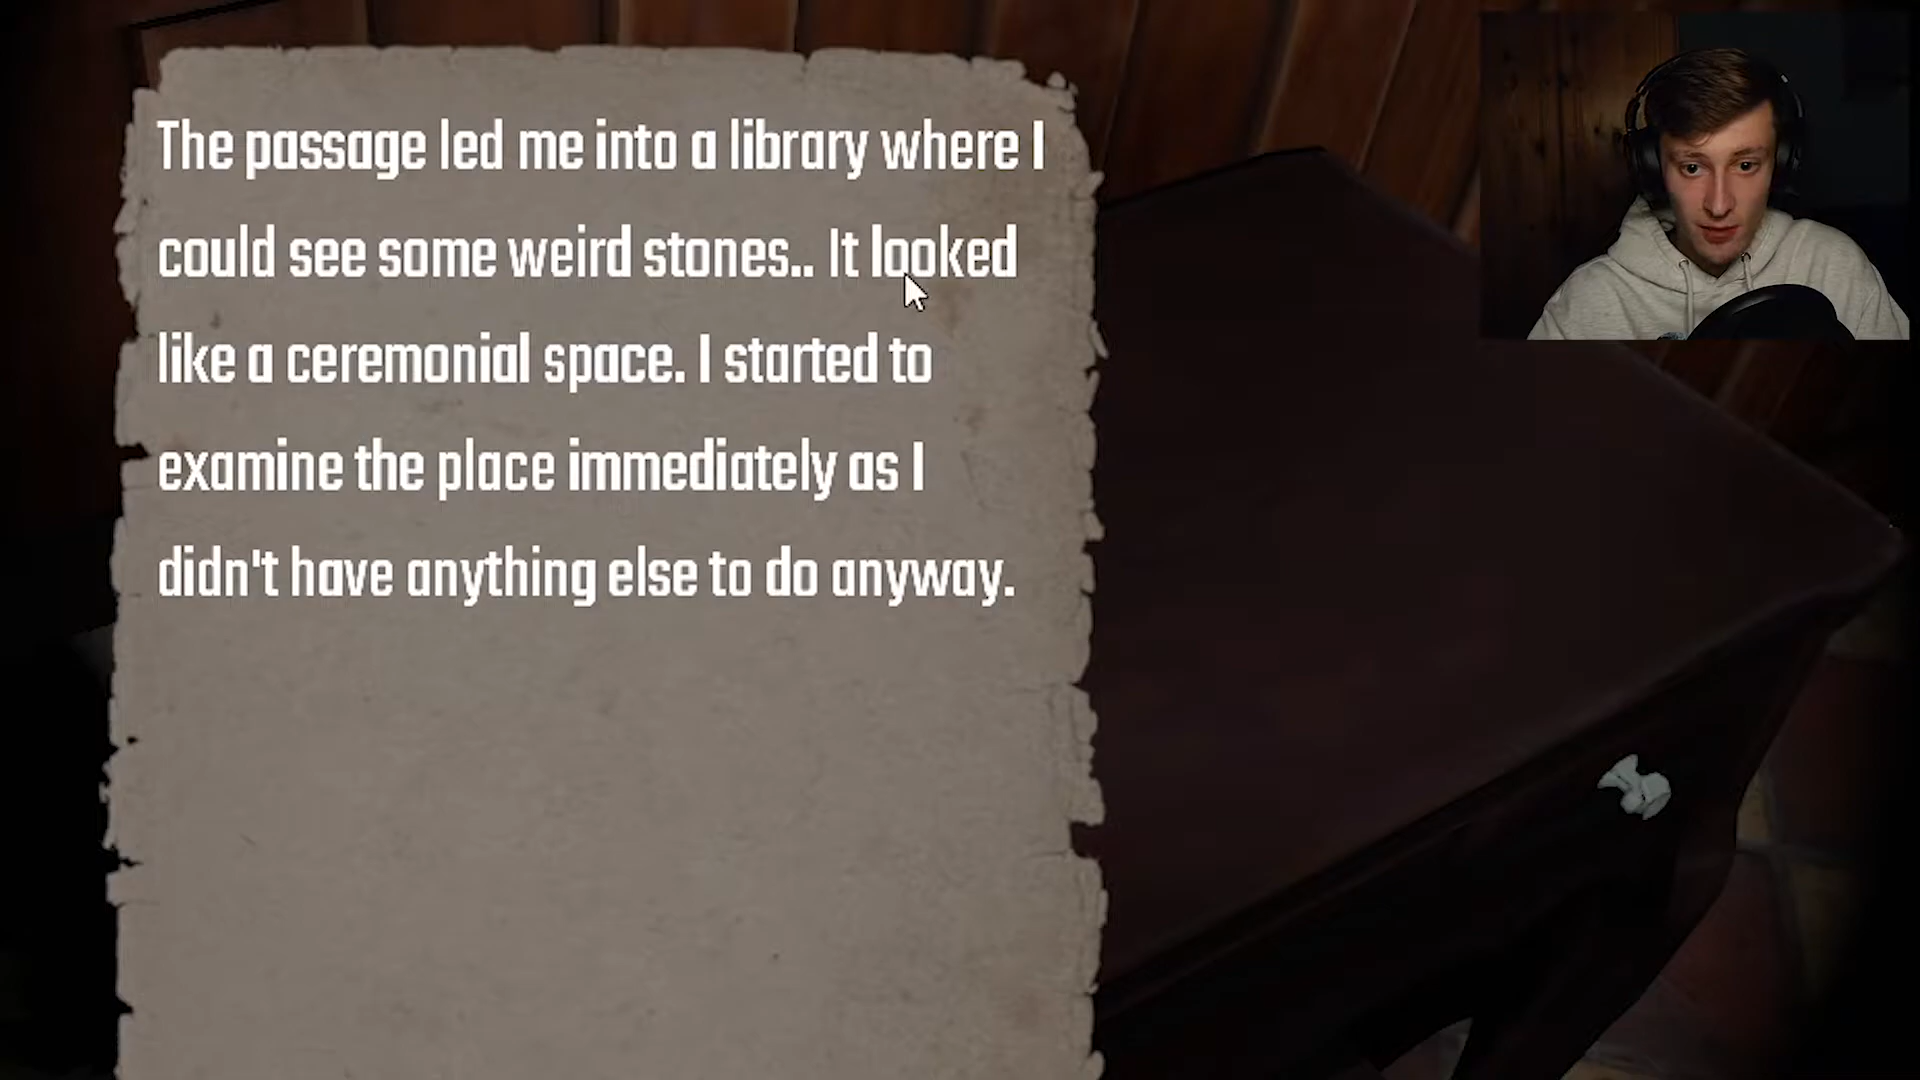 The passage led me into a library where I
could see some weird stones.. It looked
like a ceremonial space. I started to
examine the place immediately as I
didn't have anything else to do anyway.